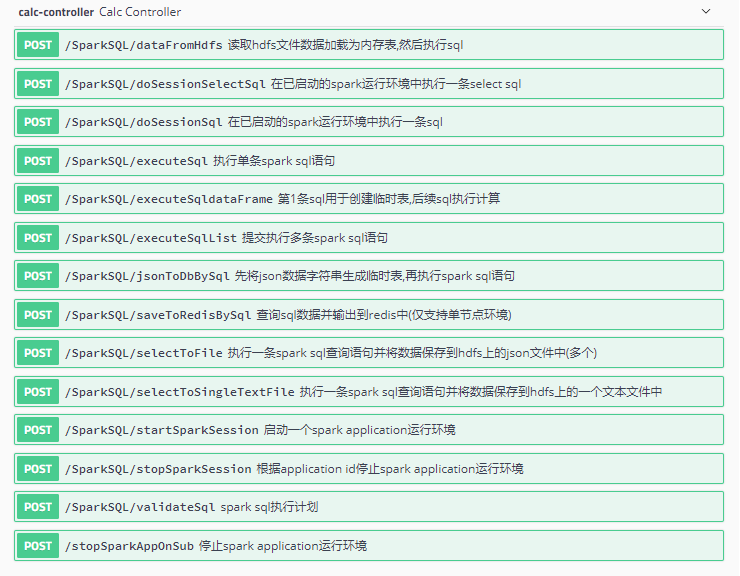 calc-controller Calc Controller
POST /SparkSQL/dataFromHdfs 读取hdfs文件数据加载为内存表,然后执行sql
POST /SparkSQL/doSessionSelectSql 在已启动的spark运行环境中执行一条select sql
POST /SparkSQL/doSessionSql 在已启动的spark运行环境中执行一条sql
POST /SparkSQL/executeSql 执行单条spark sql语句
POST /SparkSQL/executeSqldataFrame 第1条sql用于创建临时表,后续sql执行计算
POST /SparkSQL/executeSqlList 提交执行多条spark sql语句
POST /SparkSQL/jsonToDbBySql 先将json数据字符串生成临时表,再执行spark sql语句
POST /SparkSQL/saveToRedisBySql 查询sql数据并输出到redis中(仅支持单节点环境)
POST /SparkSQL/selectToFile 执行一条spark sql查询语句并将数据保存到hdfs上的json文件中(多个)
POST /SparkSQL/selectToSingleTextFile 执行一条spark sql查询语句并将数据保存到hdfs上的一个文本文件中
POST /SparkSQL/startSparkSession 启动一个spark application运行环境
POST /SparkSQL/stopSparkSession 根据application id停止spark application运行环境
POST /SparkSQL/validateSql spark sql执行计划
POST /stopSparkAppOnSub 停止spark application运行环境